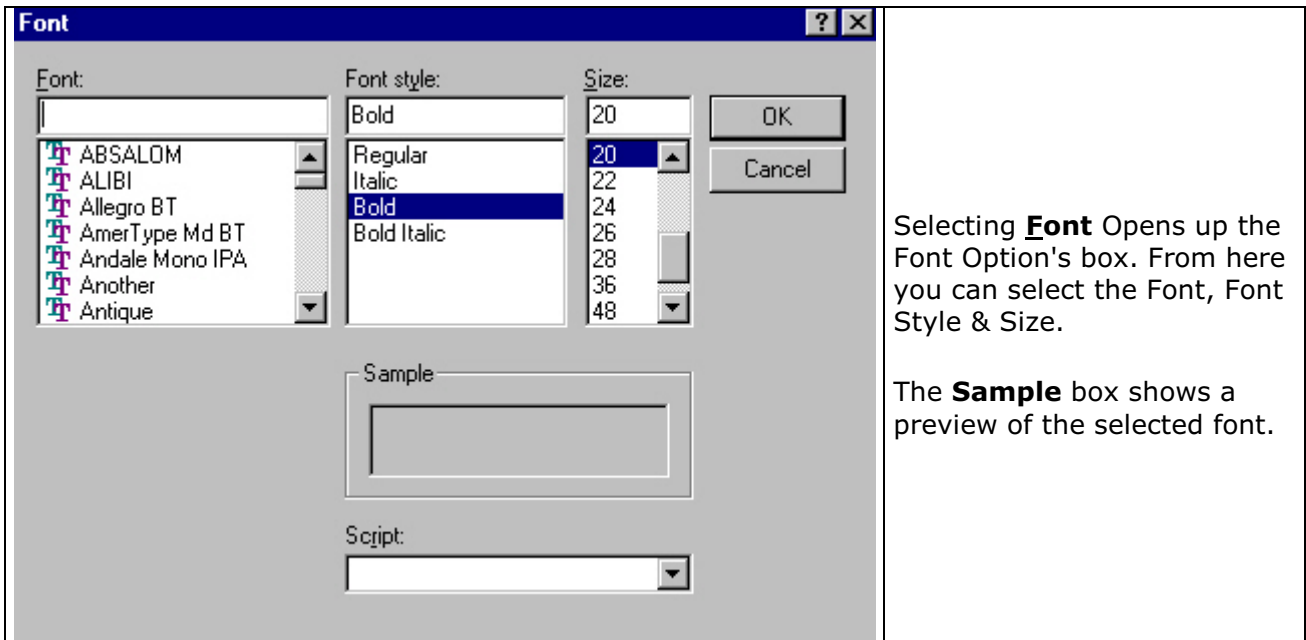 Font
? X
Font:
Font style:
Size:
Bold
20
OK
Cancel
ABSALOM
ALIBI
Allegro BT
AmerType Md BT
Andale Mono IPA
Another
Antique
Regular
Italic
Bold
Bold Italic
20
22
24
26
28
36
48
Sample
Script:
Selecting Font Opens up the
Font Option's box. From here
you can select the Font, Font
Style & Size.
The Sample box shows a
preview of the selected font.